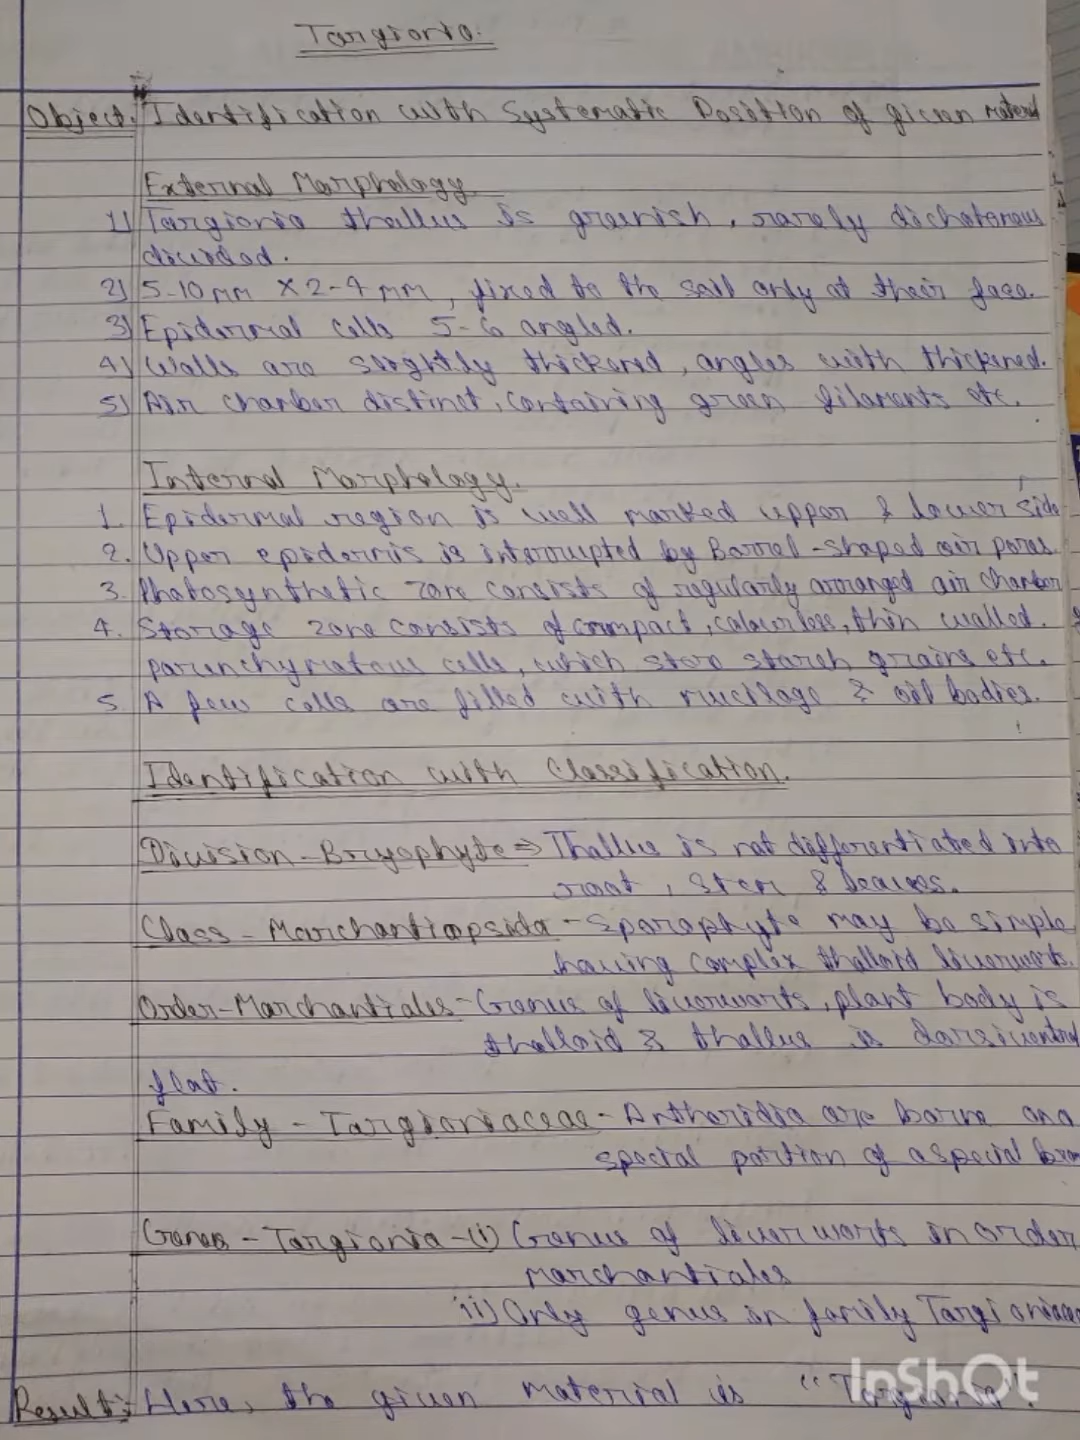 Targionia.
Object:- Identification with Systematic Position of given material
External Morphology
1) Targionia thallus is greenish, rarely dichotomous
divided.
2) 5-10 mm x 2-4 mm, fixed to the soil only at their face.
3) Epidermal cells 5-6 angled.
4) Walls are slightly thickened, angles with thickened.
5) Air chamber distinct, containing green filaments etc.
Internal Morphology.
1. Epidermal region is well marked upper & lower side
2. Upper epidermis is interrupted by Barrel-shaped air pores.
3. Photosynthetic zone consists of regularly arranged air chamber
4. Storage zone consists of compact, colourless, thin walled.
parenchymatous cells, which store starch grains etc.
5. A few cells are filled with mucilage & oil bodies.
Identification with Classification.
Division - Bryophyte ⇒ Thallus is not differentiated into
root, stem & leaves.
Class - Marchantiopsida - Sporophyte may be simple
having complex thalloid liverworts.
Order - Marchantiales - Genus of liverworts, plant body is
thalloid & thallus is dorsiventral
flat.
Family - Targioniaceae - Antheridia are borne on a
special portion of a special bran
Genus - Targionia - (i) Genus of liverworts in order
marchantiales
ii) Only genus in family Targioniaceae
Result:- Here, the given material is "Targionia".
InShOt